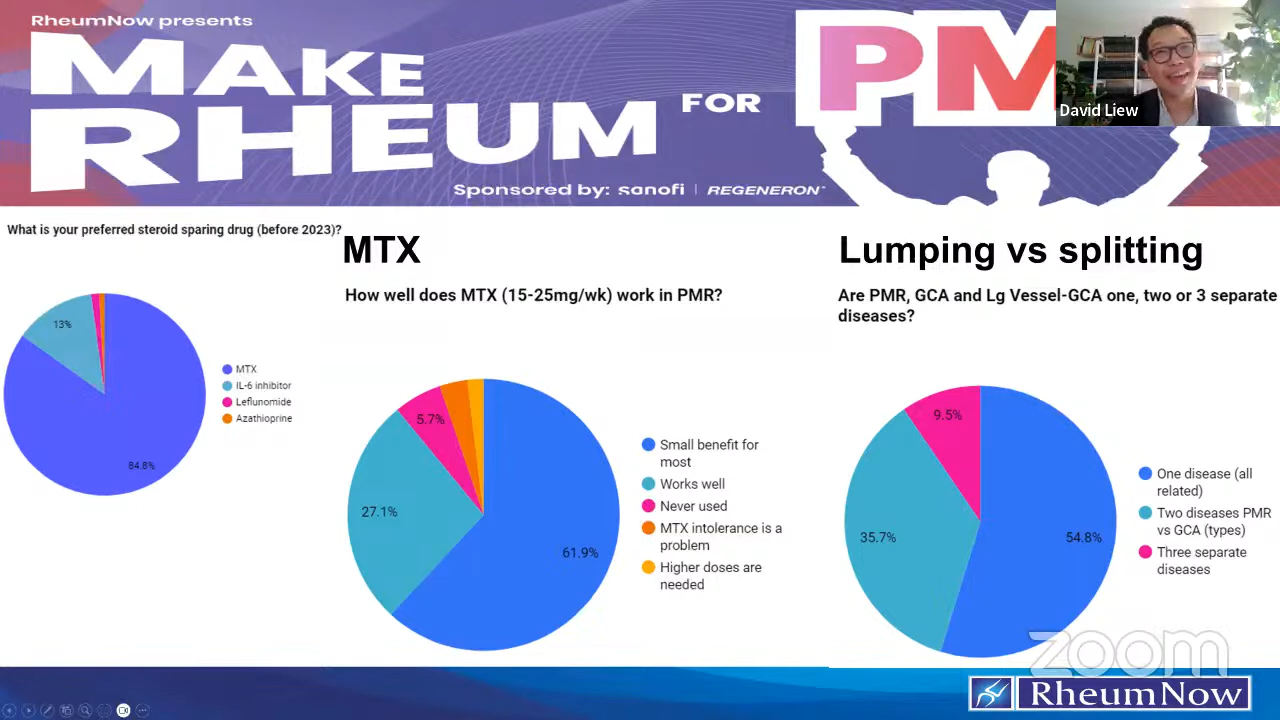 RheumNow presents
MAKE
RHEUM FOR PM
David Liew
Sponsored by: sanofi | REGENERON
What is your preferred steroid sparing drug (before 2023)?
13%
84.8%
MTX
IL-6 inhibitor
Leflunomide
Azathioprine
MTX
How well does MTX (15-25mg/wk) work in PMR?
5.7%
27.1%
61.9%
Small benefit for
most
Works well
Never used
MTX intolerance is a
problem
Higher doses are
needed
Lumping vs splitting
Are PMR, GCA and Lg Vessel-GCA one, two or 3 separate
diseases?
9.5%
35.7%
54.8%
One disease (all
related)
Two diseases PMR
vs GCA (types)
Three separate
diseases
zoom
RheumNow